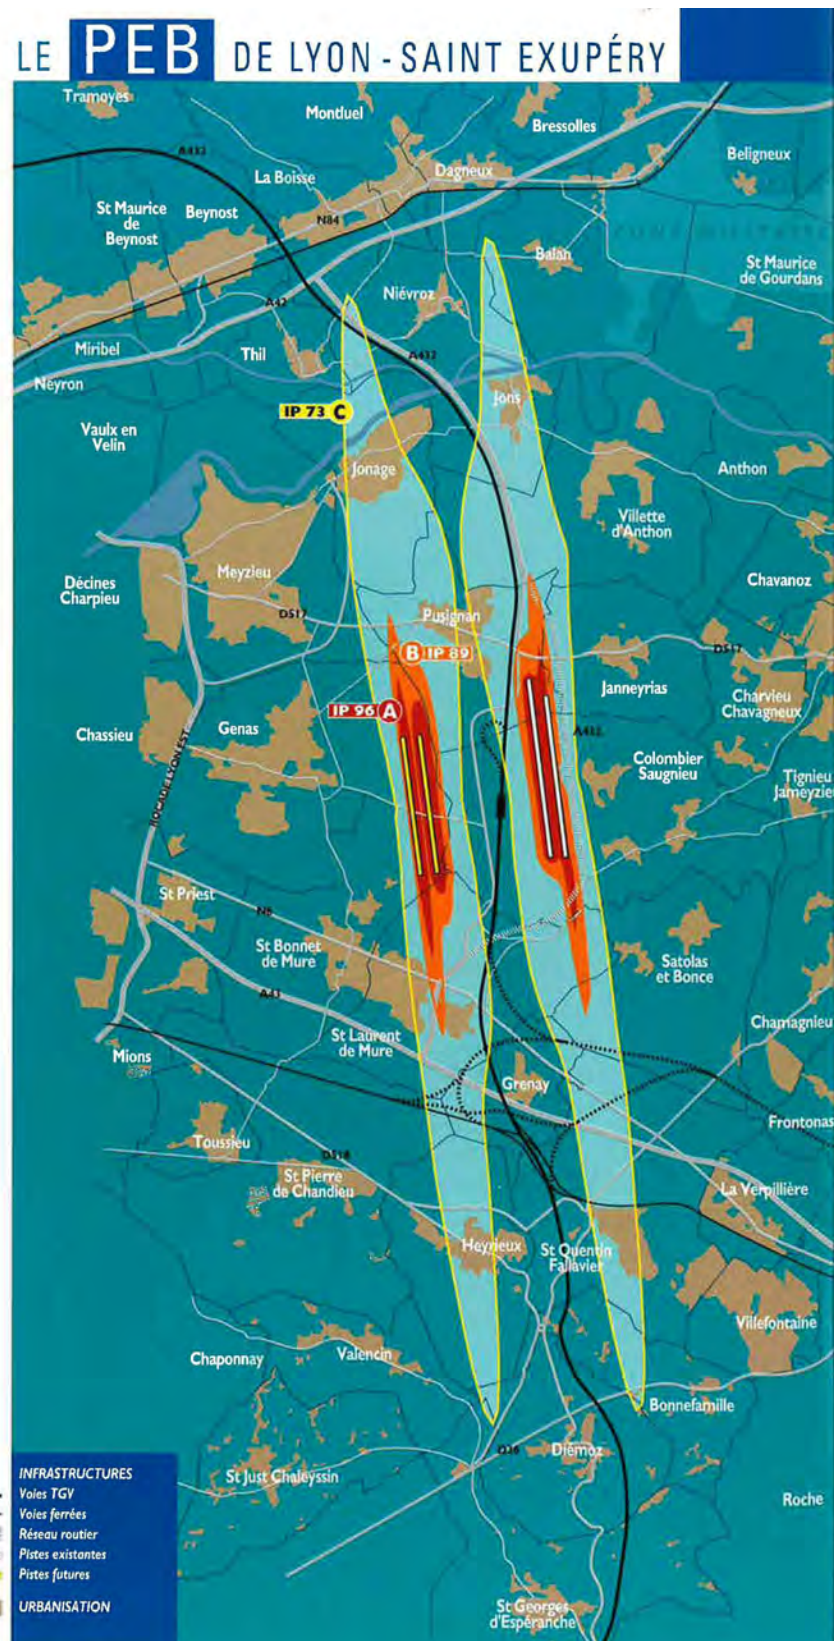 LE PEB DE LYON - SAINT EXUPÉRY
Tramoyes
Montluel
Bressolles
Beligneux
A432
La Boisse
Dagneux
St Maurice
de
Beynost
Beynost
N84
Balan
St Maurice
de Gourdans
Niévroz
A42
Miribel
Thil
A432
Neyron
IP 73 C
Jons
Vaulx en
Velin
Jonage
Anthon
Villette
d'Anthon
Meyzieu
Décines
Charpieu
Chavanoz
D517
Pusignan
B IP 89
D517
Janneyrias
Charvieu
Chavagneux
IP 96 A
Chassieu
Genas
A432
Colombier
Saugnieu
Tignieu
Jameyzieu
ROCADE LYON EST
St Priest
N6
St Bonnet
de Mure
Satolas
et Bonce
A43
Chamagnieu
St Laurent
de Mure
Mions
Grenay
Frontonas
Toussieu
D518
St Pierre
de Chandieu
La Verpillière
Heyrieux
St Quentin
Fallavier
Villefontaine
Chaponnay
Valencin
Bonnefamille
D36
Diémoz
St Just Chaleyssin
Roche
INFRASTRUCTURES
Voies TGV
Voies ferrées
Réseau routier
Pistes existantes
Pistes futures
URBANISATION
St Georges
d'Espéranche